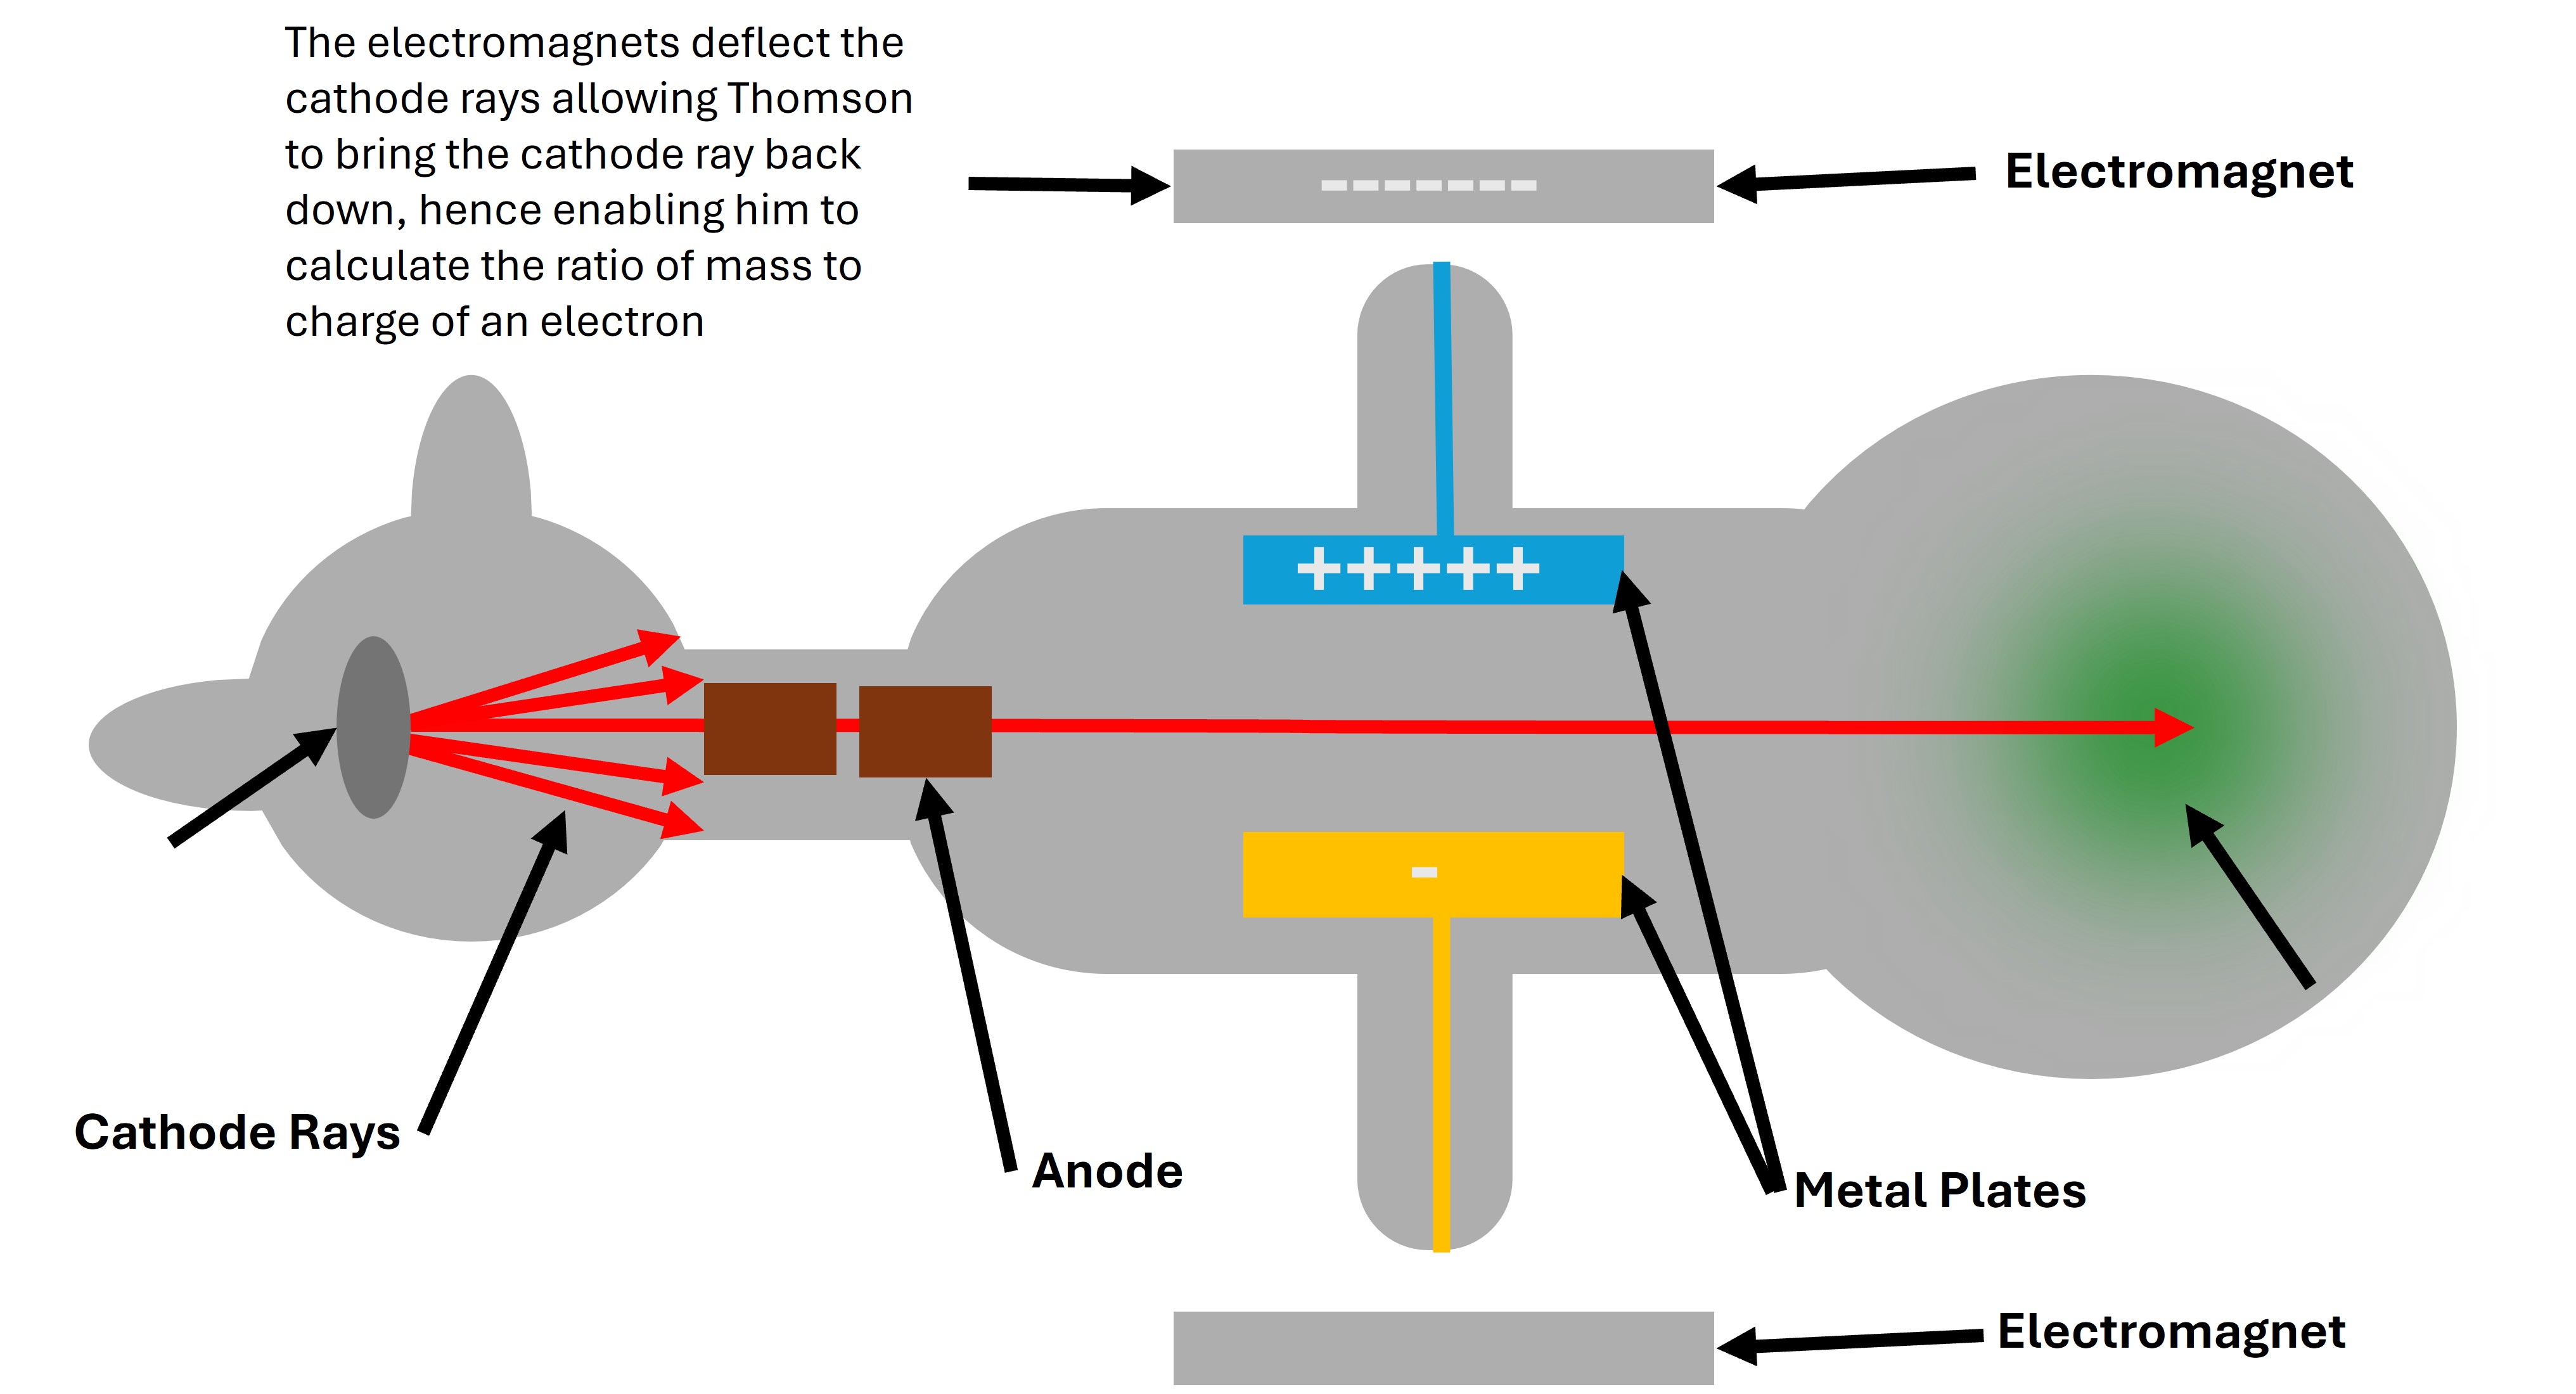 The electromagnets deflect the
cathode rays allowing Thomson
to bring the cathode ray back
down, hence enabling him to
calculate the ratio of mass to
charge of an electron
-------
Electromagnet
+++++
-
Cathode Rays
Anode
Metal Plates
Electromagnet